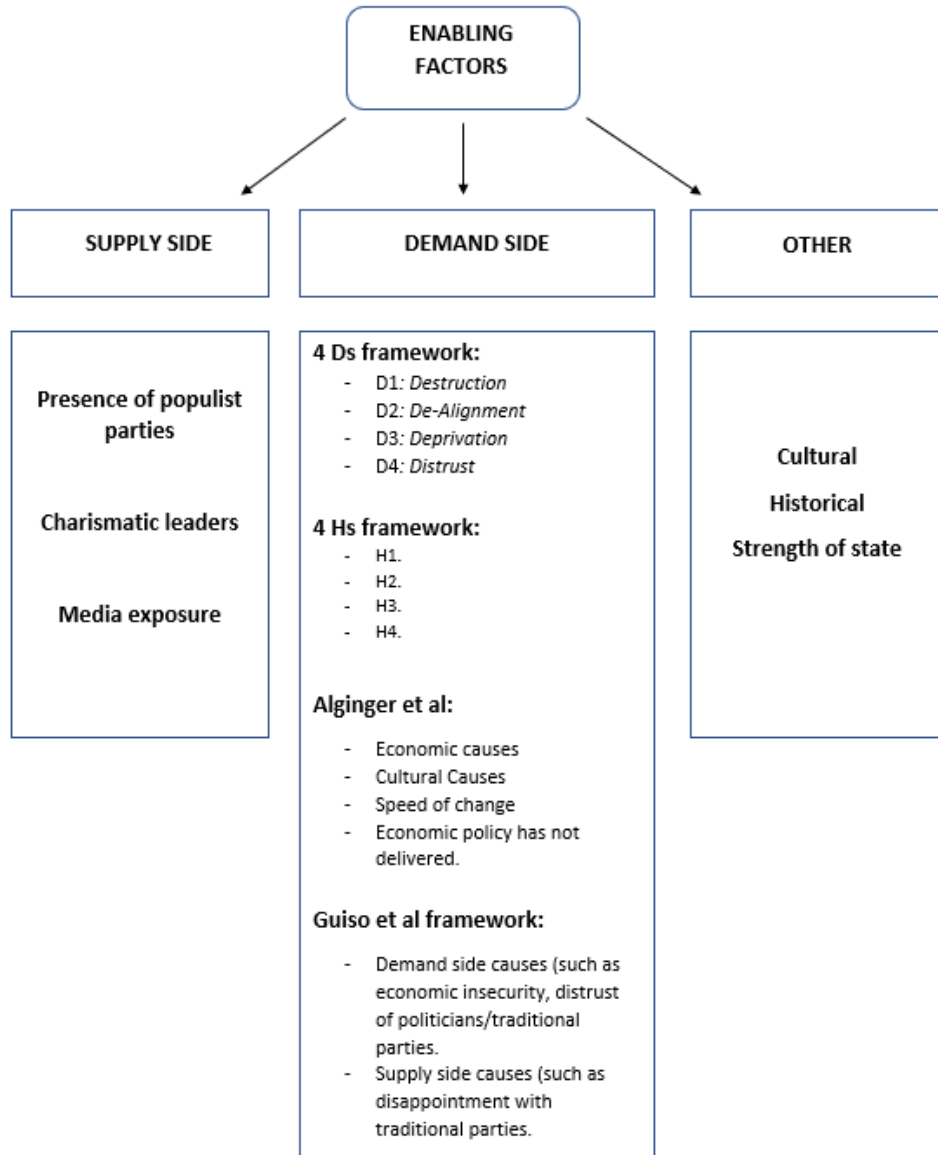 ENABLING
FACTORS
SUPPLY SIDE
DEMAND SIDE
OTHER
Presence of populist
parties
Charismatic leaders
Media exposure
4 Ds framework:
- D1: Destruction
- D2: De-Alignment
- D3: Deprivation
- D4: Distrust
4 Hs framework:
- H1.
- H2.
- H3.
- H4.
Alginger et al:
- Economic causes
- Cultural Causes
- Speed of change
- Economic policy has not
delivered.
Guiso et al framework:
- Demand side causes (such as
economic insecurity, distrust
of politicians/traditional
parties.
- Supply side causes (such as
disappointment with
traditional parties.
Cultural
Historical
Strength of state